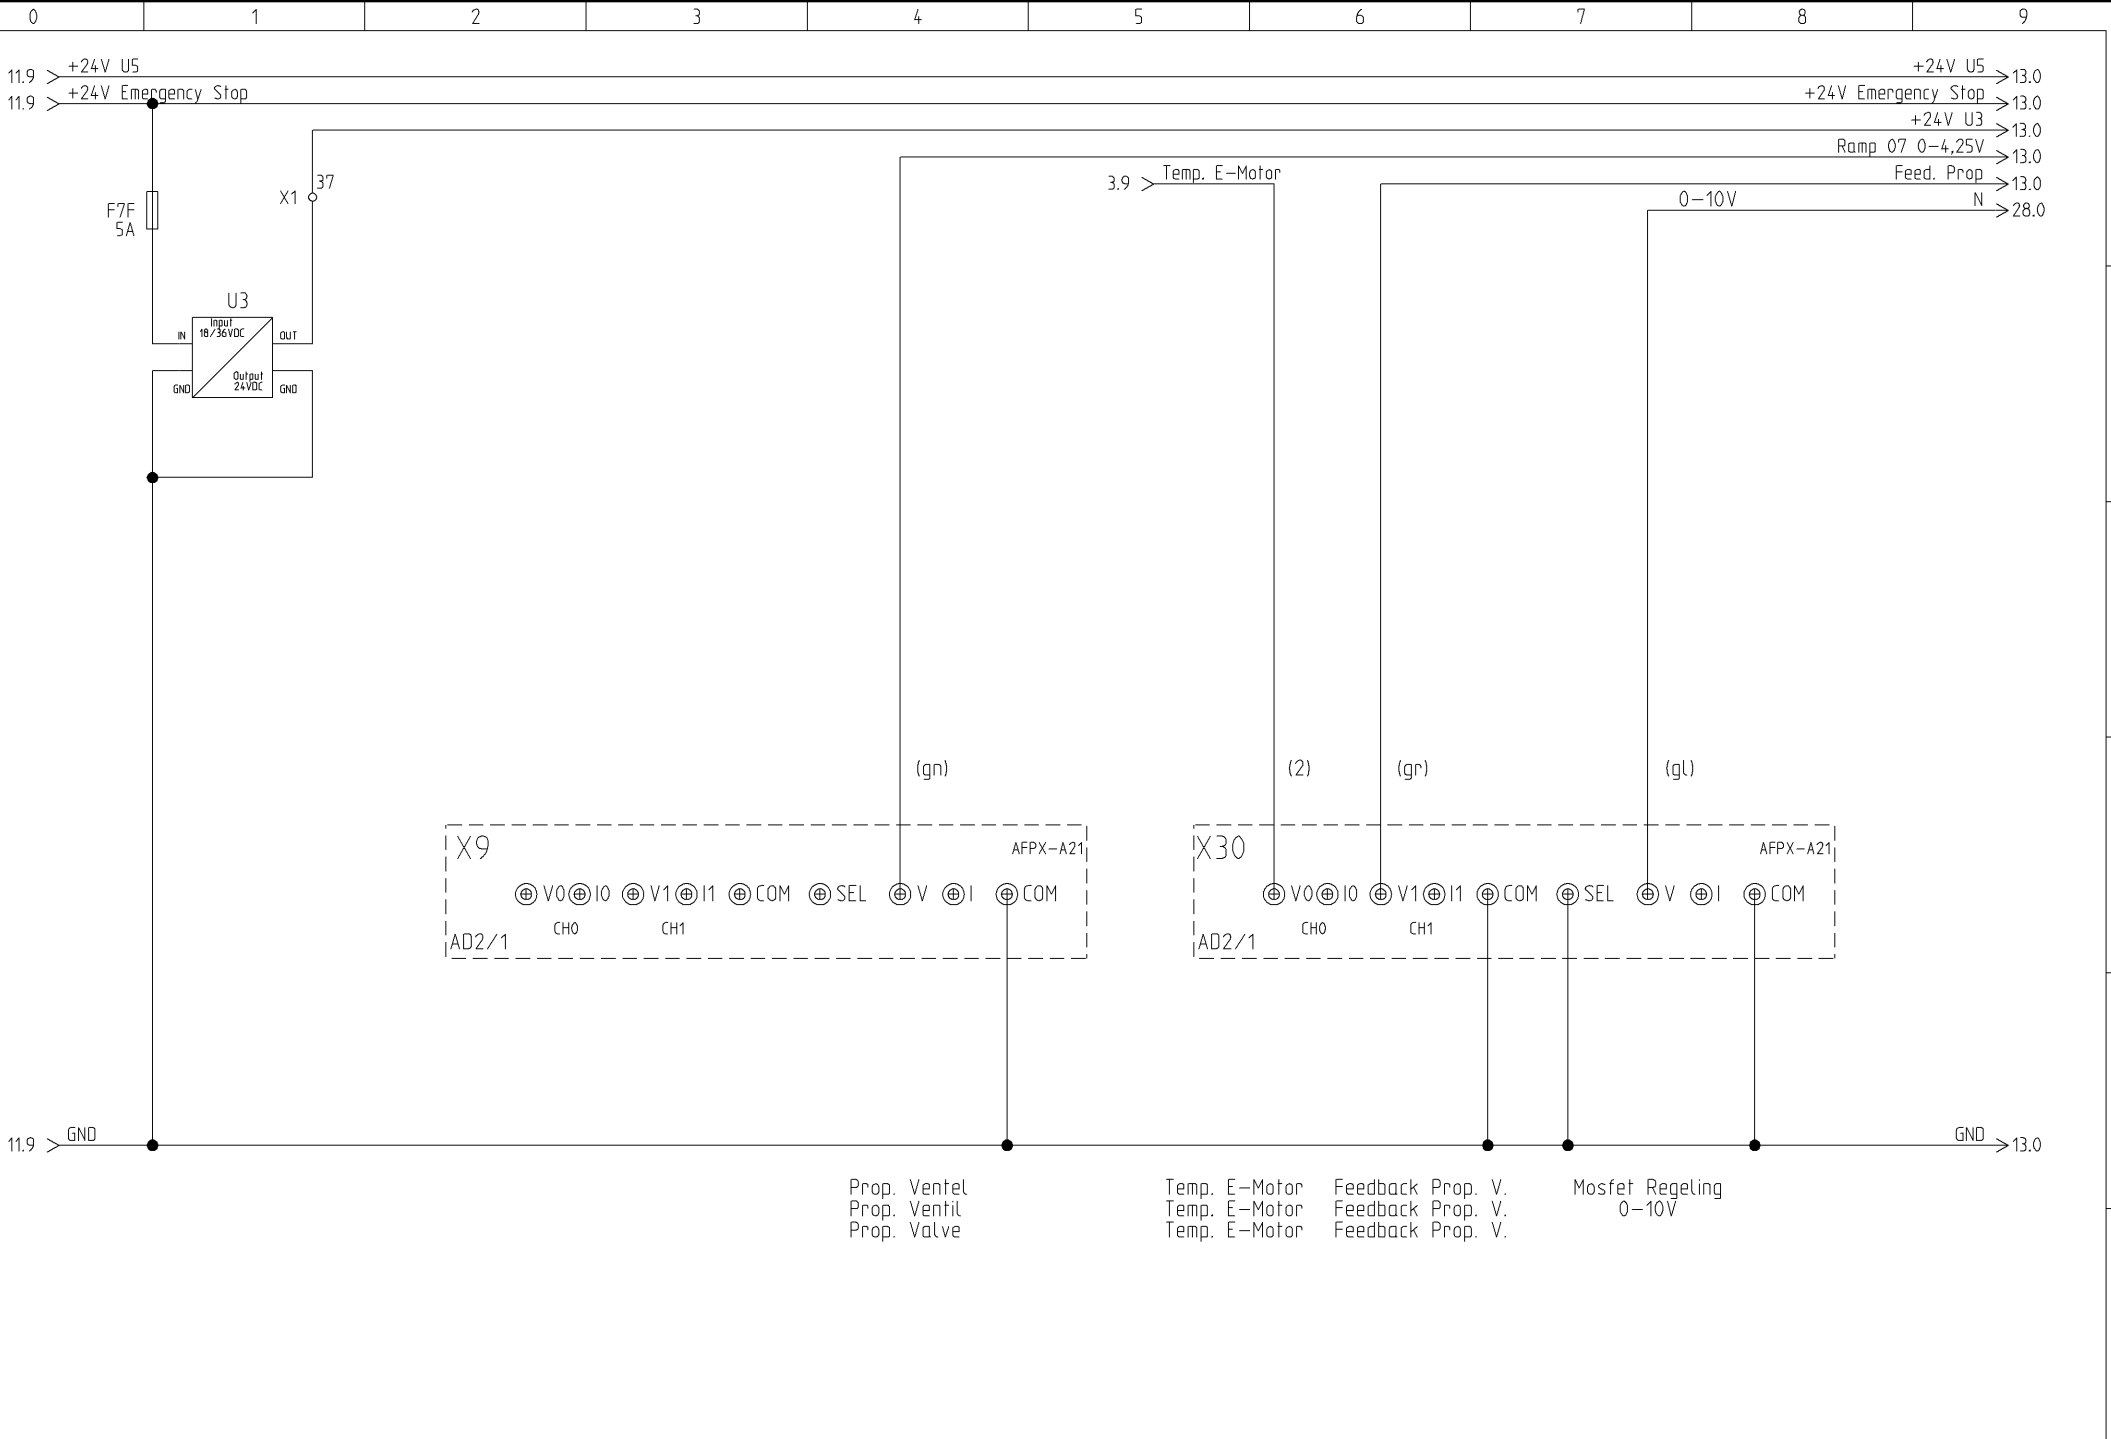 0 1 2 3 4 5 6 7 8 9
+24V U5 +24V U5
11.9 13.0
+24V Emergency Stop +24V Emergency Stop
11.9 13.0
+24V U3
13.0
Ramp 07 0-4,25V
13.0
Temp. E-Motor Feed. Prop
3.9 13.0
0-10V N
28.0
37
X1
F7F
5A
U3
Input
18/36VDC
IN OUT
Output
24VDC
GND GND
(gn) (2) (gr) (gl)
X9 AFPX-A21 X30 AFPX-A21
V0 I0 V1 I1 COM SEL V I COM V0 I0 V1 I1 COM SEL V I COM
CH0 CH1 CH0 CH1
AD2/1 AD2/1
GND GND
11.9 13.0
Prop. Ventel Temp. E-Motor Feedback Prop. V. Mosfet Regeling
Prop. Ventil Temp. E-Motor Feedback Prop. V. 0-10V
Prop. Valve Temp. E-Motor Feedback Prop. V.